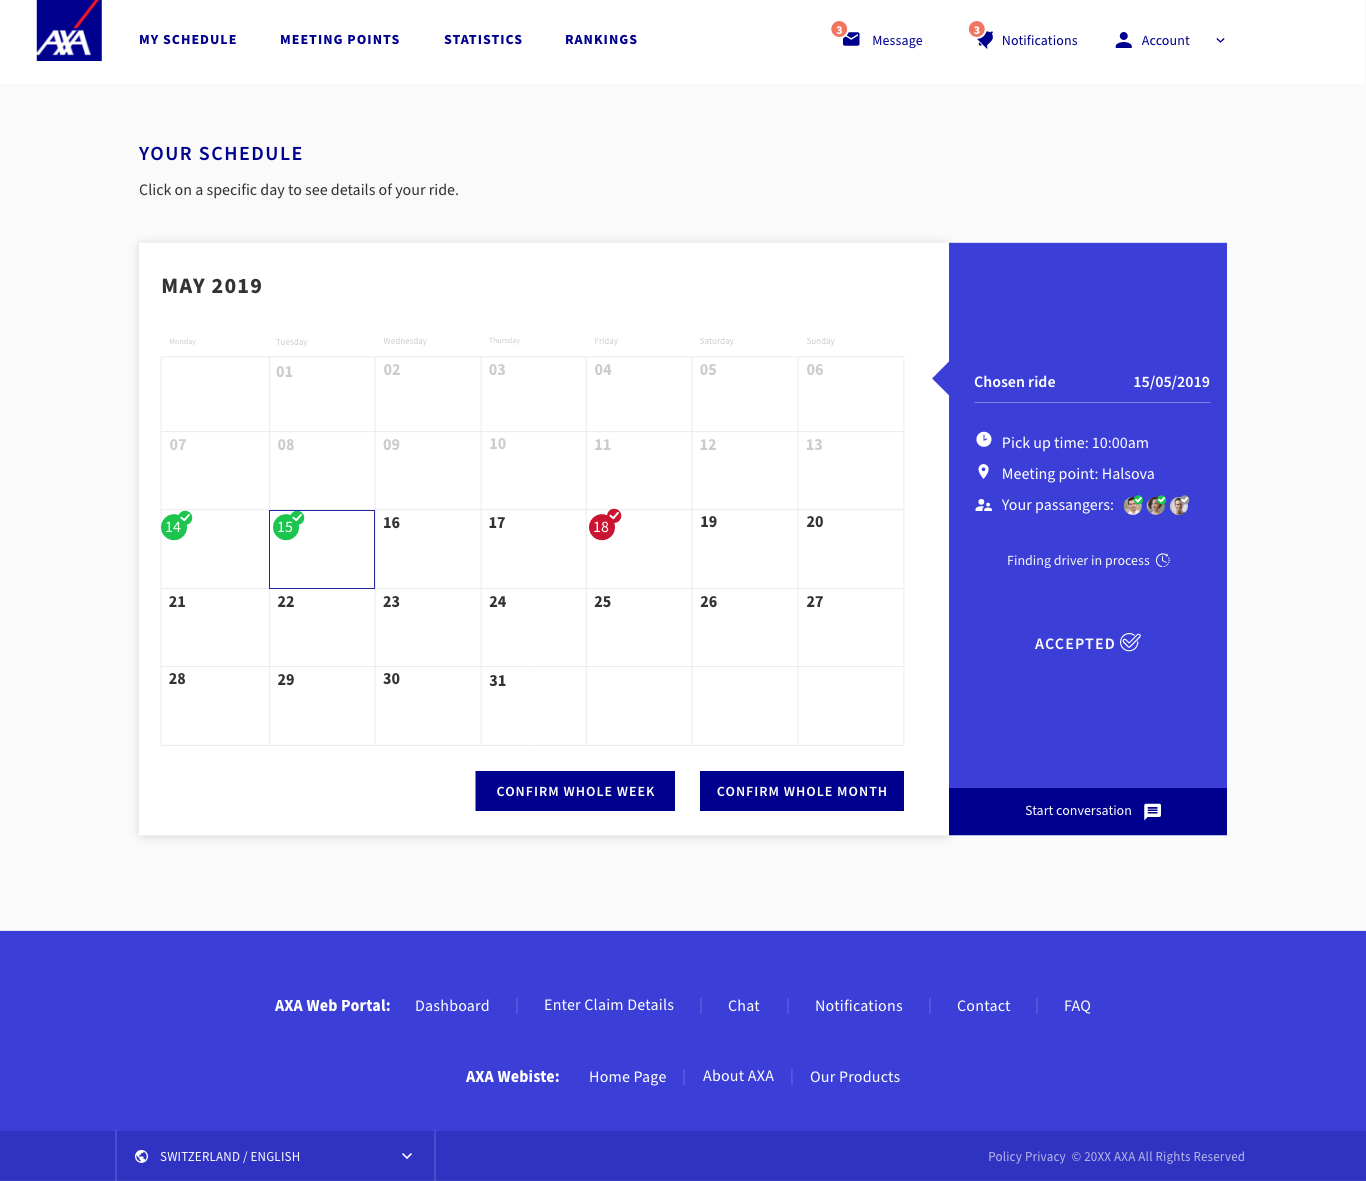 AXA
MY SCHEDULE MEETING POINTS STATISTICS RANKINGS 3 Message 3 Notifications Account
YOUR SCHEDULE
Click on a specific day to see details of your ride.
MAY 2019
Monday Tuesday Wednesday Thursday Friday Saturday Sunday
01 02 03 04 05 06
07 08 09 10 11 12 13
14 15 16 17 18 19 20
21 22 23 24 25 26 27
28 29 30 31
CONFIRM WHOLE WEEK CONFIRM WHOLE MONTH
Chosen ride 15/05/2019
Pick up time: 10:00am
Meeting point: Halsova
Your passangers:
Finding driver in process
ACCEPTED
Start conversation
AXA Web Portal: Dashboard Enter Claim Details Chat Notifications Contact FAQ
AXA Webiste: Home Page About AXA Our Products
SWITZERLAND / ENGLISH Policy Privacy © 20XX AXA All Rights Reserved